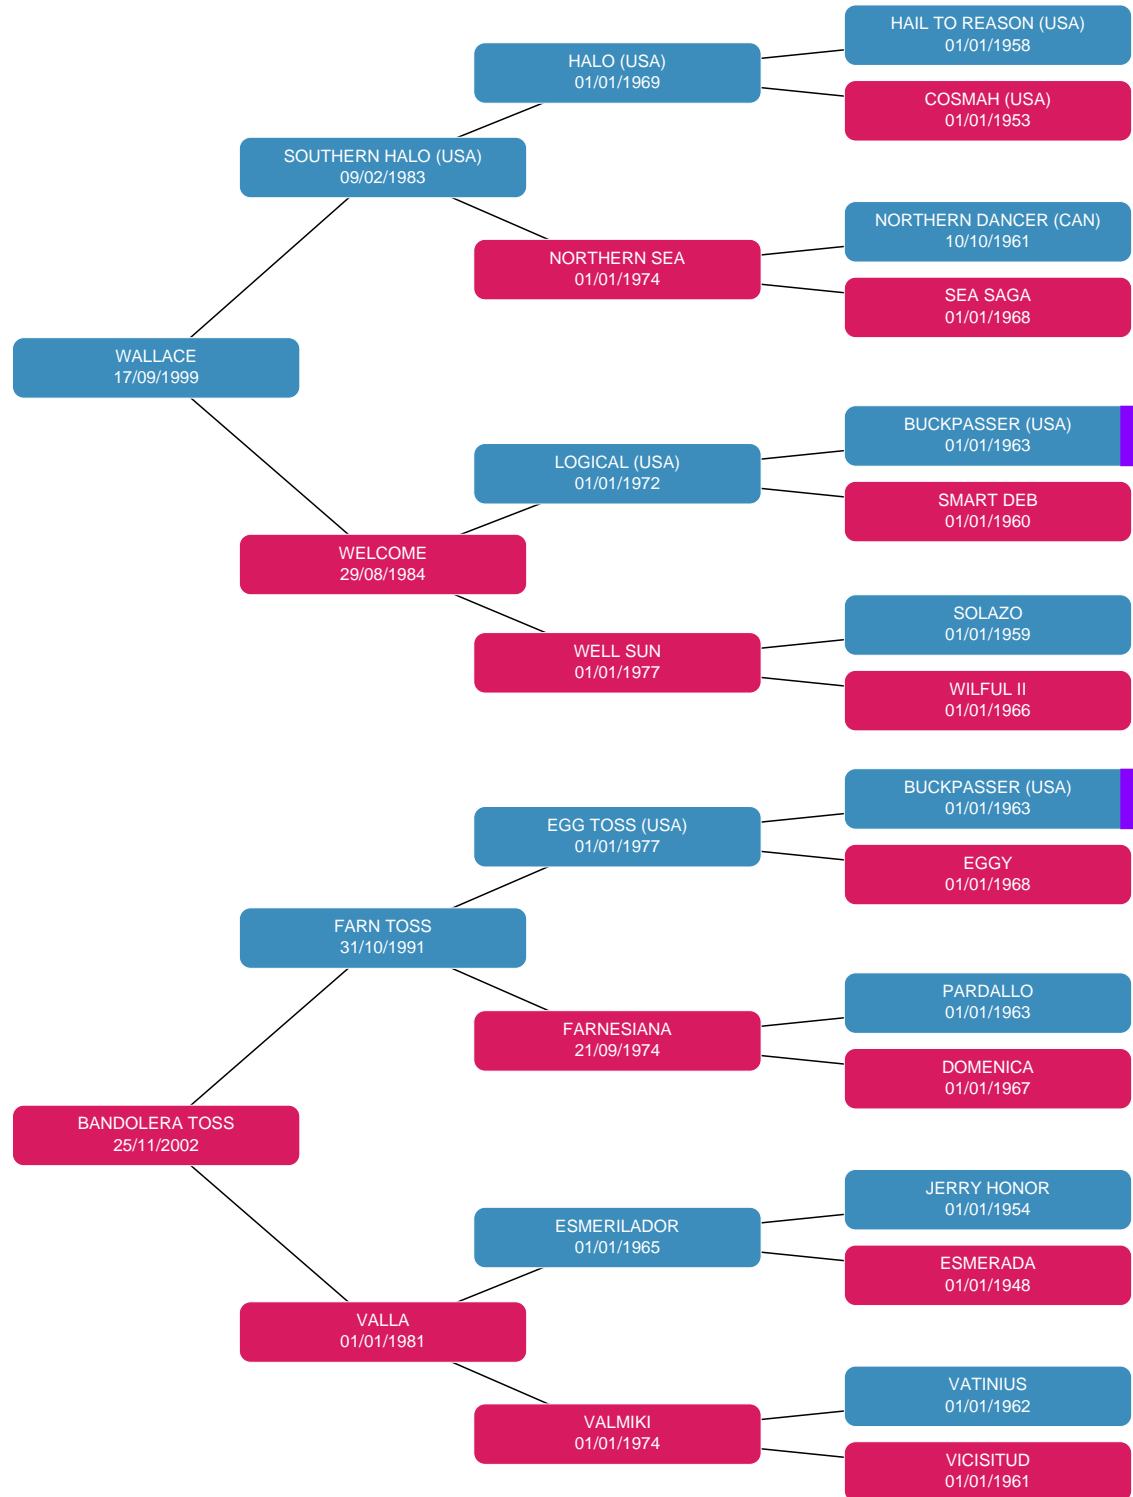 HAIL TO REASON (USA)
01/01/1958
HALO (USA)
01/01/1969
COSMAH (USA)
01/01/1953
SOUTHERN HALO (USA)
09/02/1983
NORTHERN DANCER (CAN)
10/10/1961
NORTHERN SEA
01/01/1974
SEA SAGA
01/01/1968
WALLACE
17/09/1999
BUCKPASSER (USA)
01/01/1963
LOGICAL (USA)
01/01/1972
SMART DEB
01/01/1960
WELCOME
29/08/1984
SOLAZO
01/01/1959
WELL SUN
01/01/1977
WILFUL II
01/01/1966
BUCKPASSER (USA)
01/01/1963
EGG TOSS (USA)
01/01/1977
EGGY
01/01/1968
FARN TOSS
31/10/1991
PARDALLO
01/01/1963
FARNESIANA
21/09/1974
DOMENICA
01/01/1967
BANDOLERA TOSS
25/11/2002
JERRY HONOR
01/01/1954
ESMERILADOR
01/01/1965
ESMERADA
01/01/1948
VALLA
01/01/1981
VATINIUS
01/01/1962
VALMIKI
01/01/1974
VICISITUD
01/01/1961